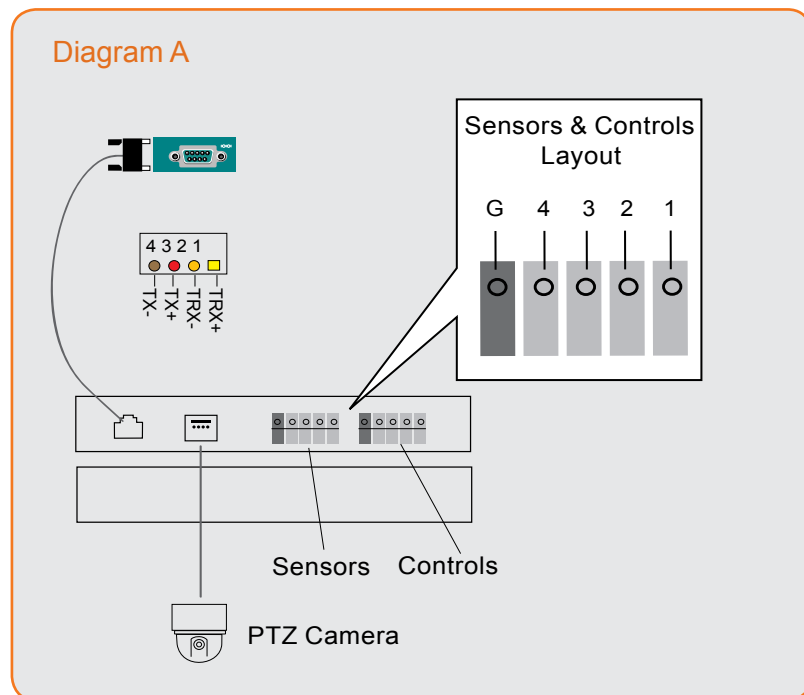 Diagram A
Sensors & Controls
Layout
G 4 3 2 1
4 3 2 1
TX-
TX+
TRX-
TRX+
Sensors Controls
PTZ Camera